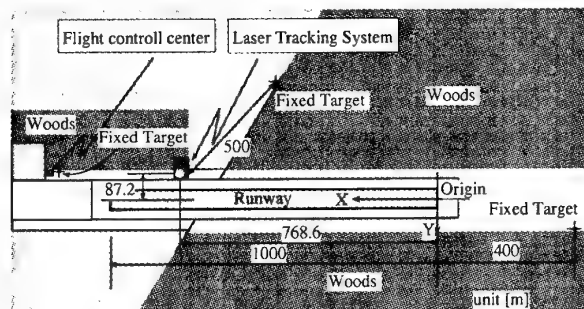 Flight controll center
Laser Tracking System
Fixed Target
Woods
Woods
Fixed Target
500
87.2
Runway
X
Origin
Fixed Target
768.6
Y
1000
400
Woods
unit [m]